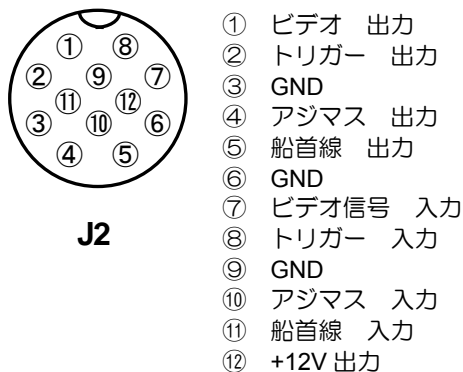 ① ⑧
② ⑨ ⑦
⑪ ⑫
③ ⑩ ⑥
④ ⑤
J2
① ビデオ 出力
② トリガー 出力
③ GND
④ アジマス 出力
⑤ 船首線 出力
⑥ GND
⑦ ビデオ信号 入力
⑧ トリガー 入力
⑨ GND
⑩ アジマス 入力
⑪ 船首線 入力
⑫ +12V 出力